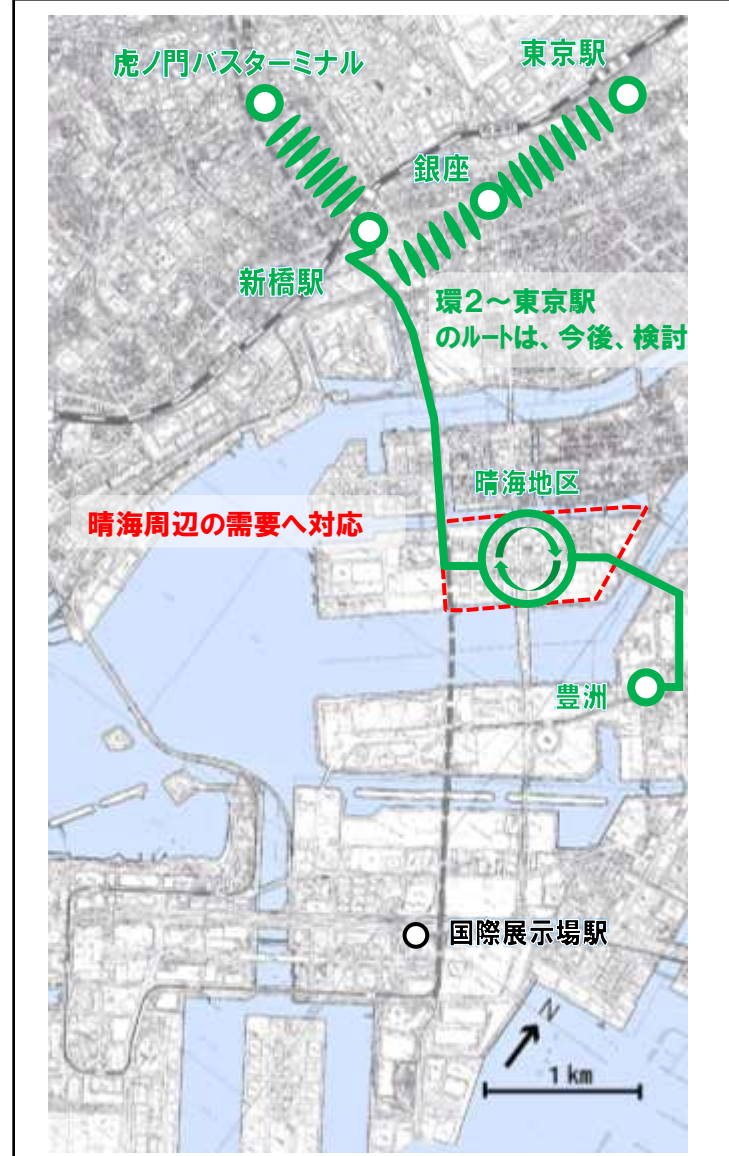 虎ノ門バスターミナル
東京駅
銀座
新橋駅
環2～東京駅
のルートは、今後、検討
晴海地区
晴海周辺の需要へ対応
豊洲
国際展示場駅
N
1 km